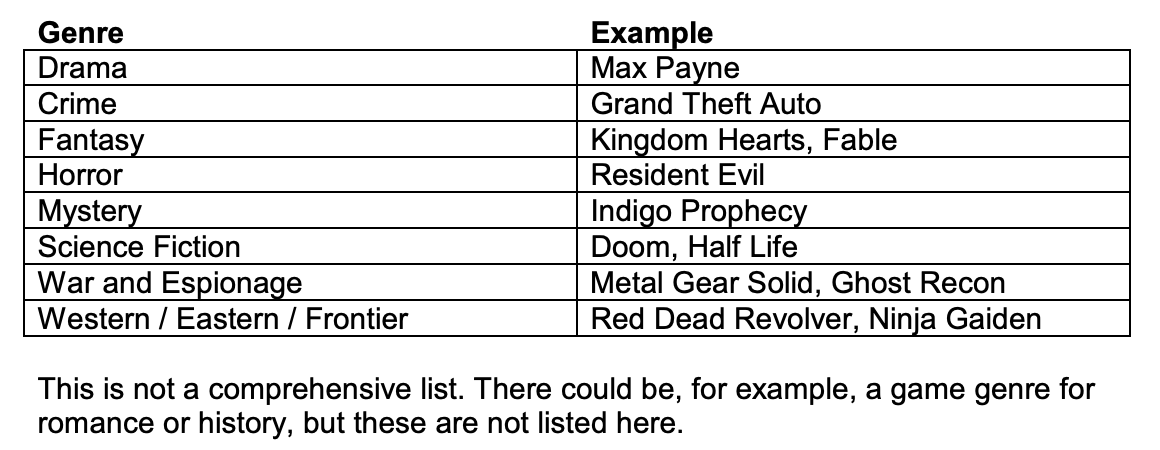 Genre Example
Drama Max Payne
Crime Grand Theft Auto
Fantasy Kingdom Hearts, Fable
Horror Resident Evil
Mystery Indigo Prophecy
Science Fiction Doom, Half Life
War and Espionage Metal Gear Solid, Ghost Recon
Western / Eastern / Frontier Red Dead Revolver, Ninja Gaiden
This is not a comprehensive list. There could be, for example, a game genre for
romance or history, but these are not listed here.